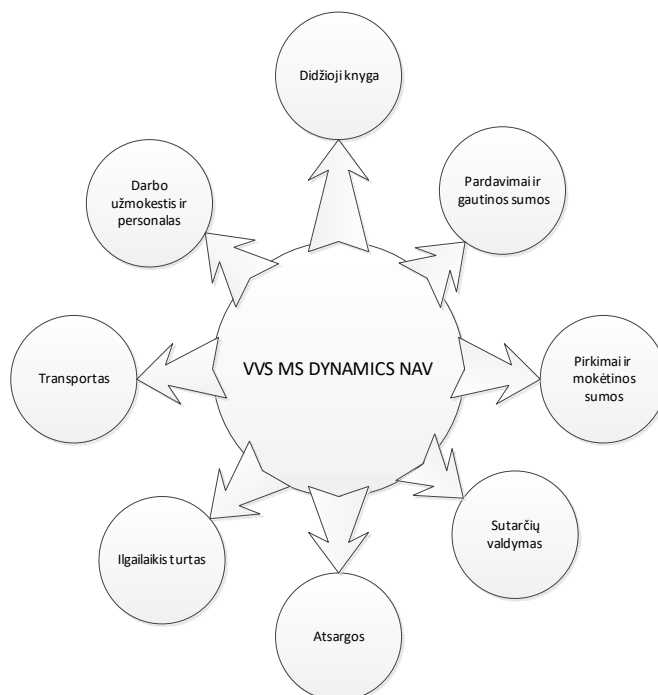 Didžioji knyga
Darbo
užmokestis ir
personalas
Pardavimai ir
gautinos sumos
Transportas
VVS MS DYNAMICS NAV
Pirkimai ir
mokėtinos
sumos
Ilgailaikis turtas
Sutarčių
valdymas
Atsargos